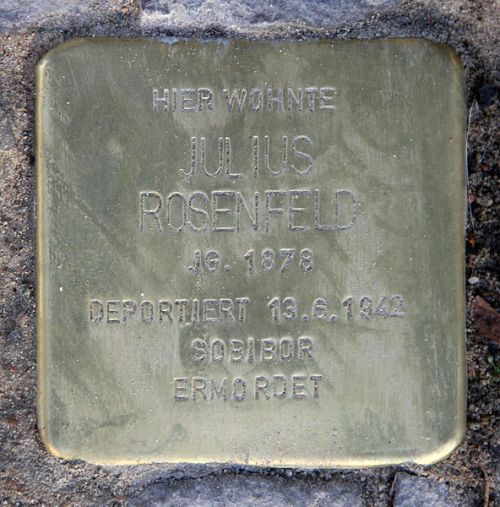 HIER WOHNTE
JULIUS
ROSENFELD
JG. 1878
DEPORTIERT 13.6.1942
SOBIBOR
ERMORDET